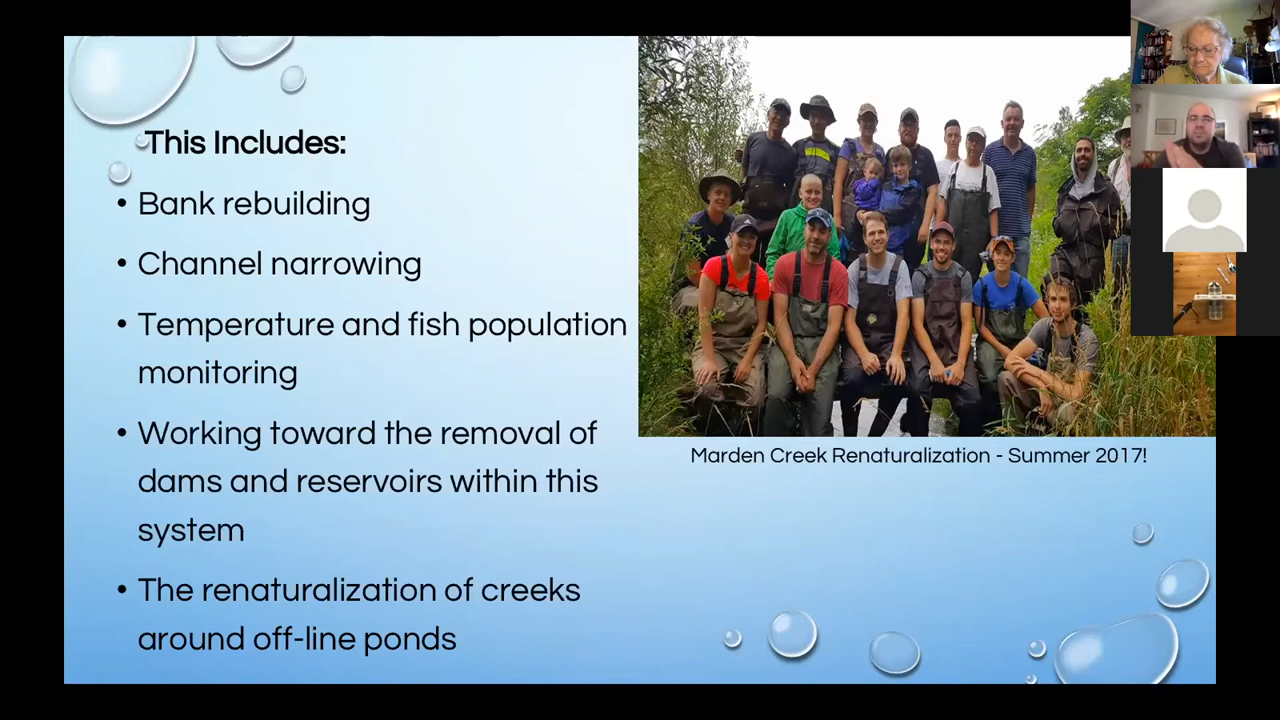 This Includes:
• Bank rebuilding
• Channel narrowing
• Temperature and fish population
monitoring
• Working toward the removal of
dams and reservoirs within this
system
• The renaturalization of creeks
around off-line ponds
Marden Creek Renaturalization - Summer 2017!